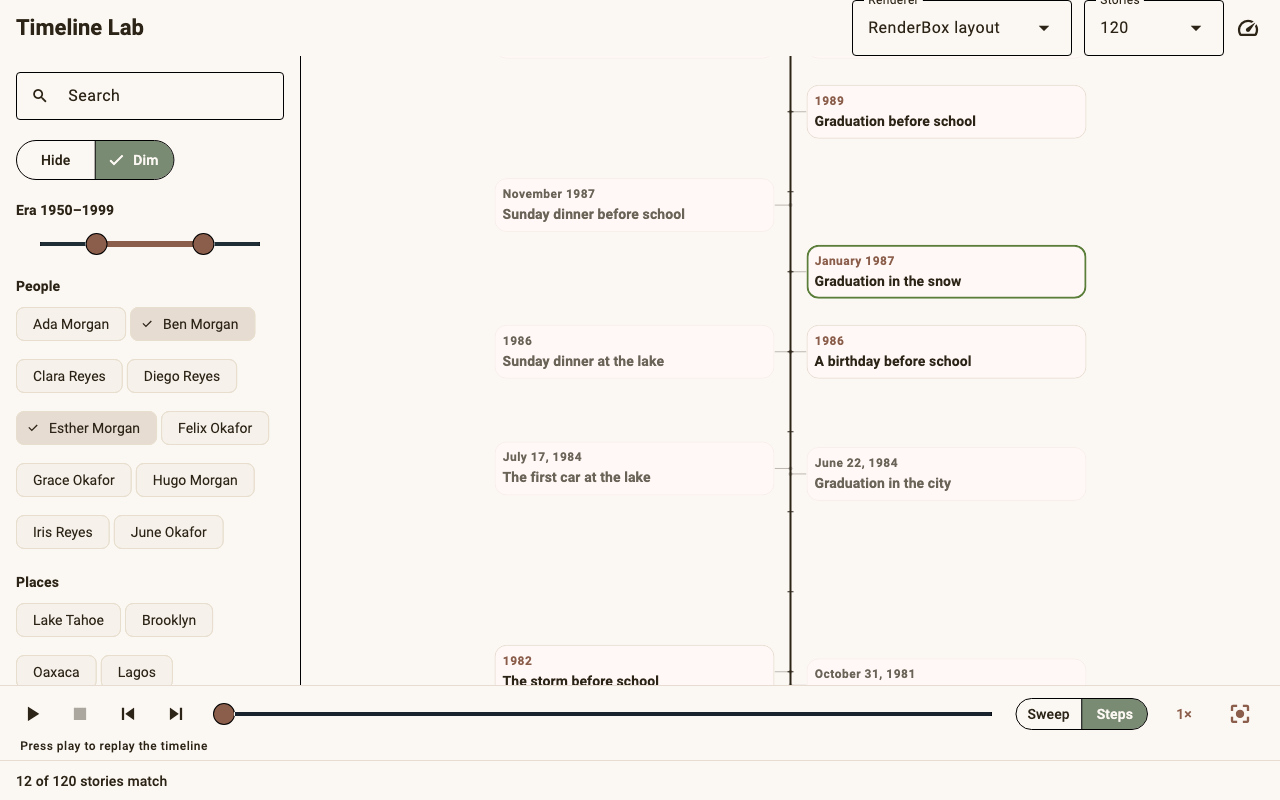 Timeline Lab
Renderer
RenderBox layout
Stories
120
Search
Hide
Dim
Era 1950–1999
People
Ada Morgan
Ben Morgan
Clara Reyes
Diego Reyes
Esther Morgan
Felix Okafor
Grace Okafor
Hugo Morgan
Iris Reyes
June Okafor
Places
Lake Tahoe
Brooklyn
Oaxaca
Lagos
1989
Graduation before school
November 1987
Sunday dinner before school
January 1987
Graduation in the snow
1986
Sunday dinner at the lake
1986
A birthday before school
July 17, 1984
The first car at the lake
June 22, 1984
Graduation in the city
1982
The storm before school
October 31, 1981
Sweep
Steps
1×
Press play to replay the timeline
12 of 120 stories match